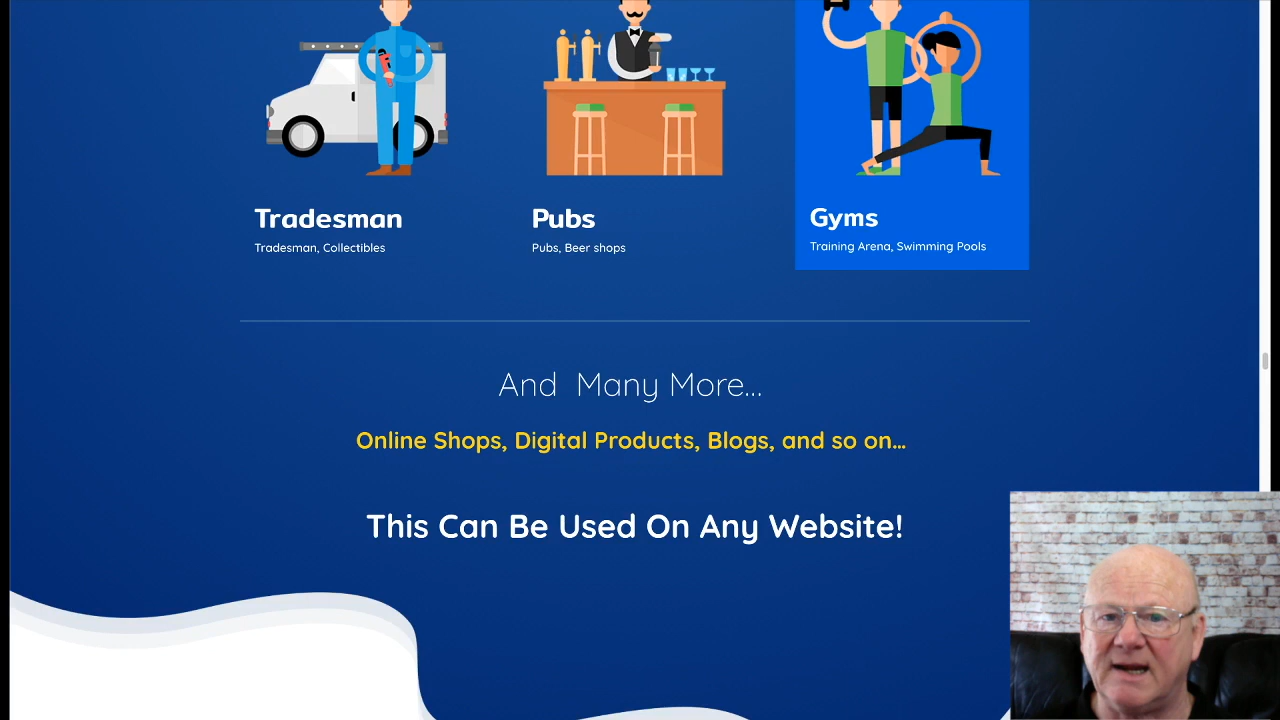 Tradesman
Tradesman, Collectibles
Pubs
Pubs, Beer shops
Gyms
Training Arena, Swimming Pools
And Many More...
Online Shops, Digital Products, Blogs, and so on...
This Can Be Used On Any Website!